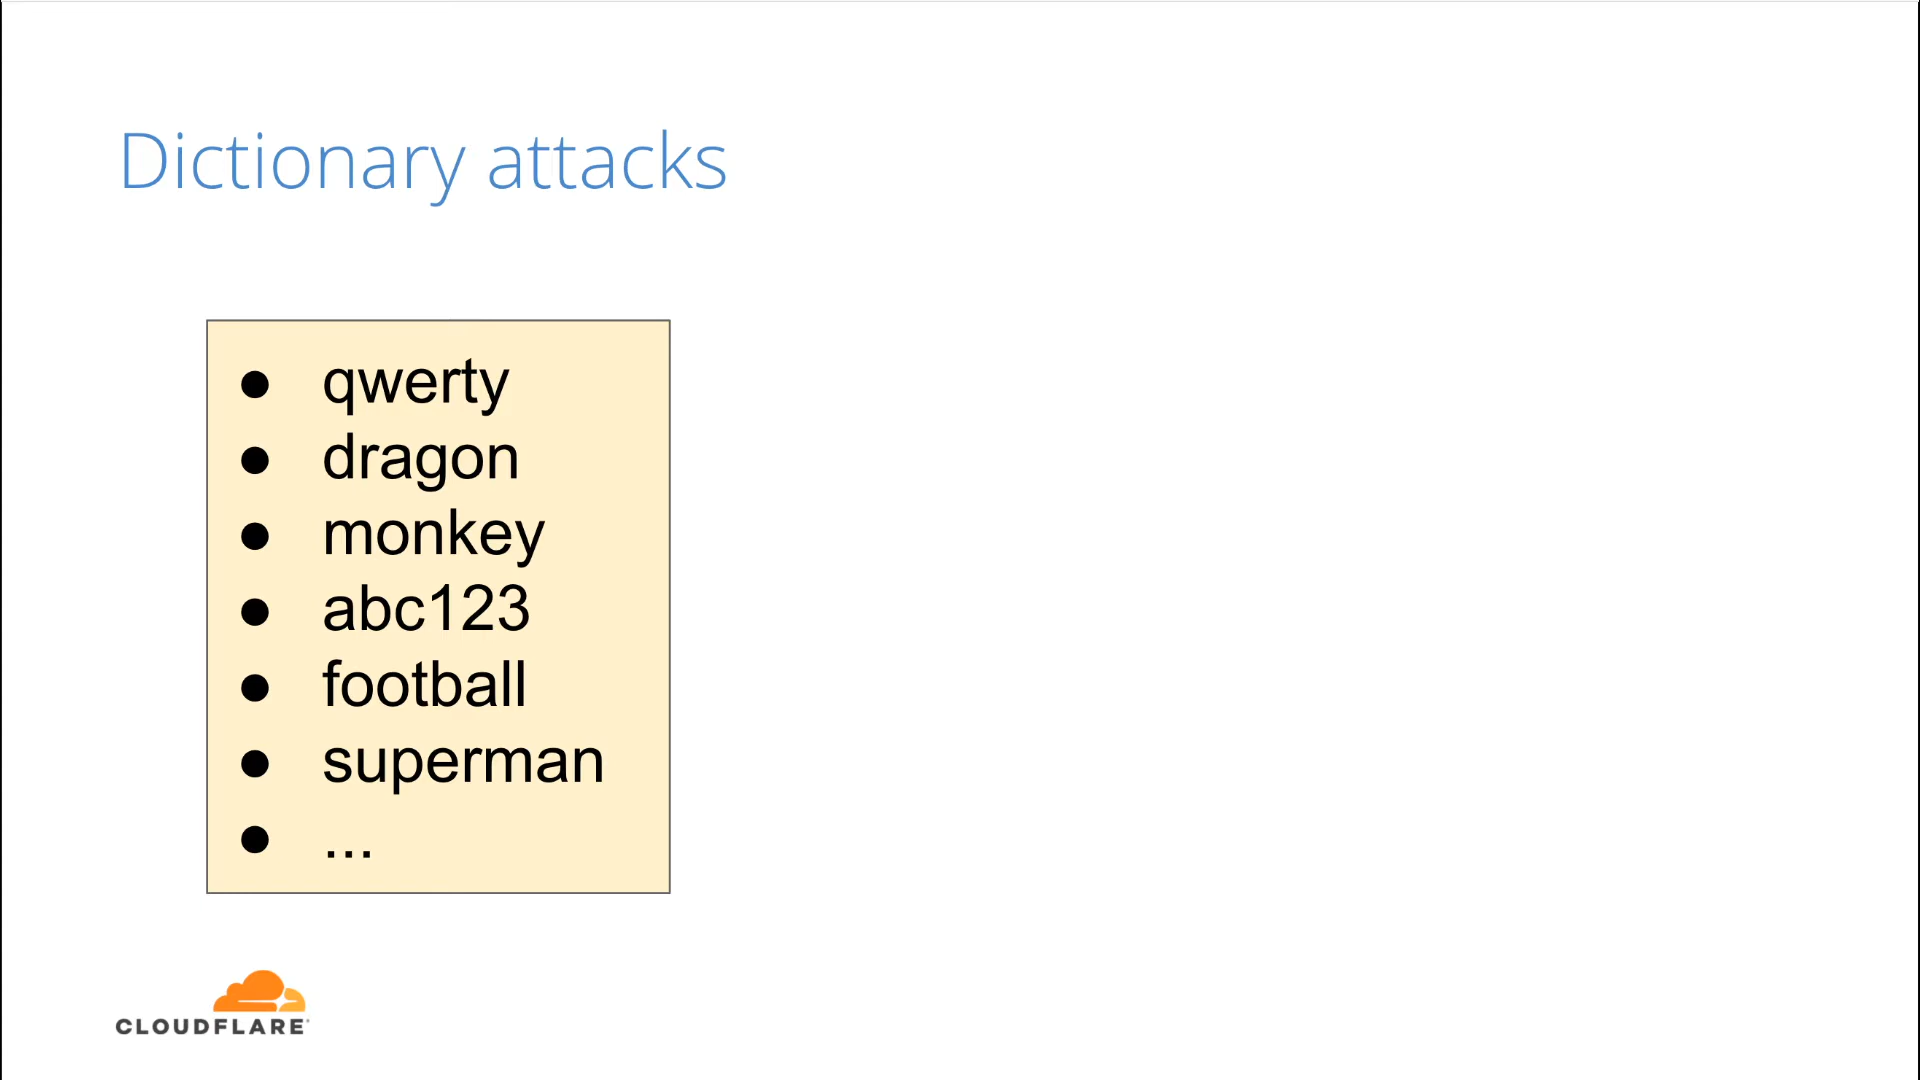 Dictionary attacks
● qwerty
● dragon
● monkey
● abc123
● football
● superman
● ...
CLOUDFLARE